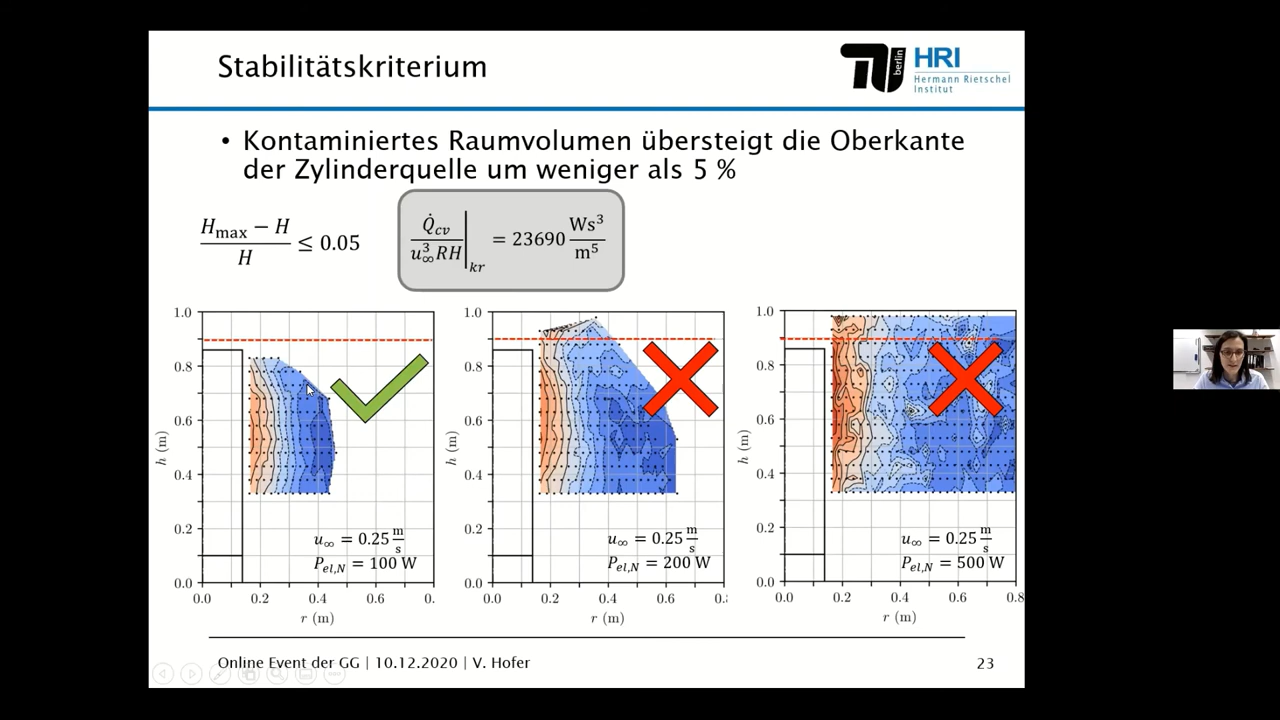 Stabilitätskriterium
berlin
HRI
Hermann Rietschel
Institut
• Kontaminiertes Raumvolumen übersteigt die Oberkante
der Zylinderquelle um weniger als 5 %
(H_max − H) / H ≤ 0.05
Q̇_cv / (u_∞^3 RH) |_kr = 23690 Ws³/m⁵
1.0
0.8
0.6
0.4
0.2
0.0
h (m)
0.0 0.2 0.4 0.6 0.
r (m)
u_∞ = 0.25 m/s
P_el,N = 100 W
1.0
0.8
0.6
0.4
0.2
0.0
h (m)
0.0 0.2 0.4 0.6 0.8
r (m)
u_∞ = 0.25 m/s
P_el,N = 200 W
1.0
0.8
0.6
0.4
0.2
0.0
h (m)
0.0 0.2 0.4 0.6 0.8
r (m)
u_∞ = 0.25 m/s
P_el,N = 500 W
Online Event der GG | 10.12.2020 | V. Hofer
23